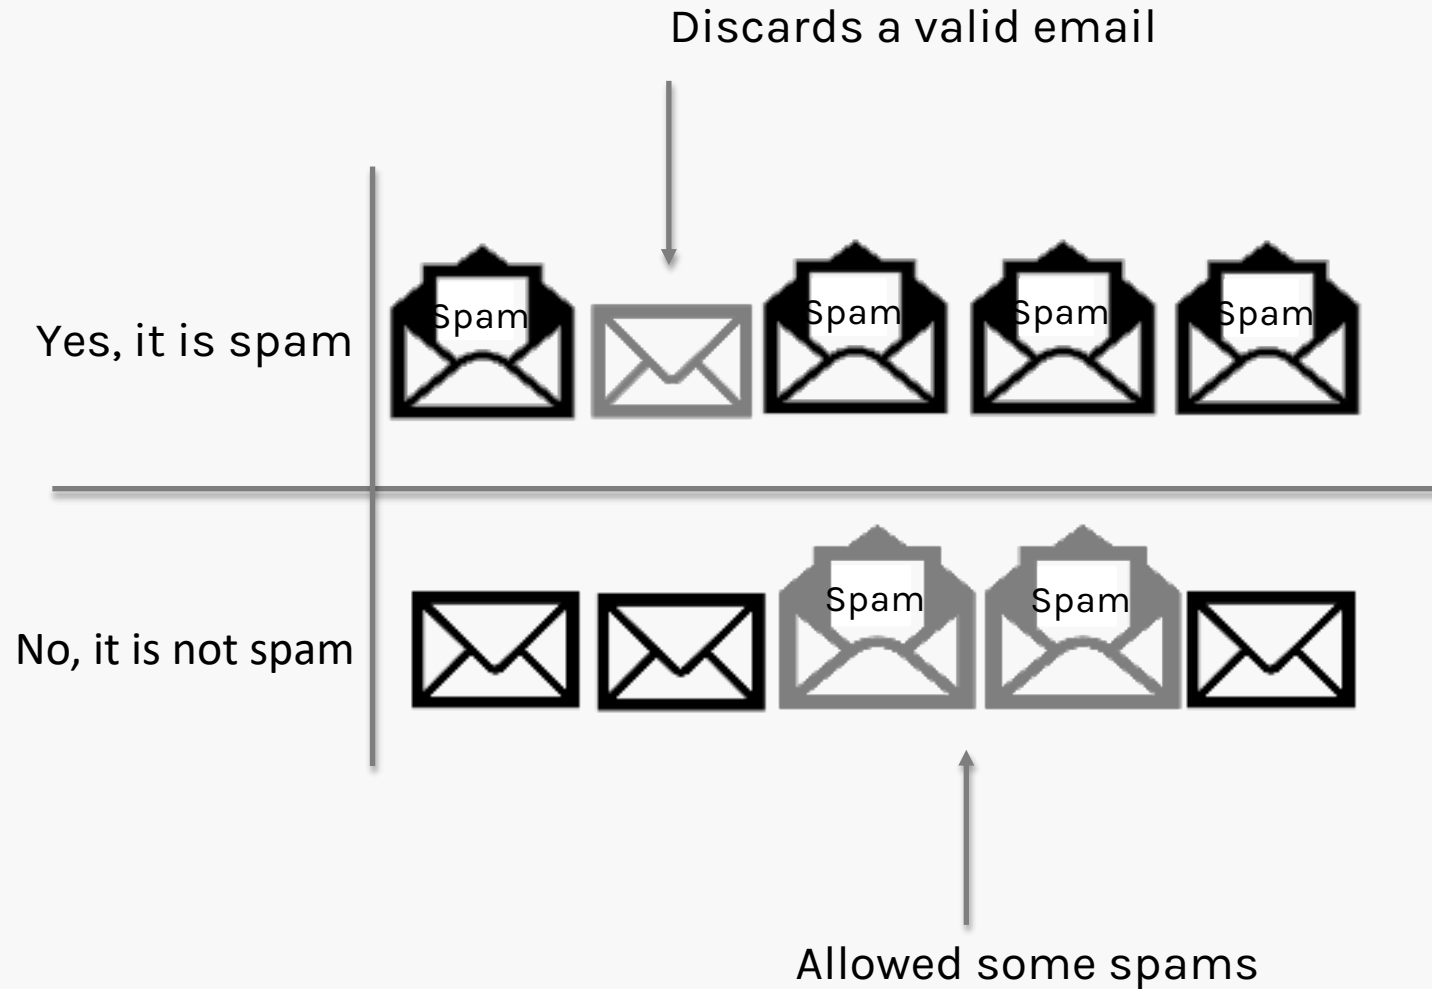 Discards a valid email
Yes, it is spam
Spam
Spam
Spam
Spam
No, it is not spam
Spam
Spam
Allowed some spams